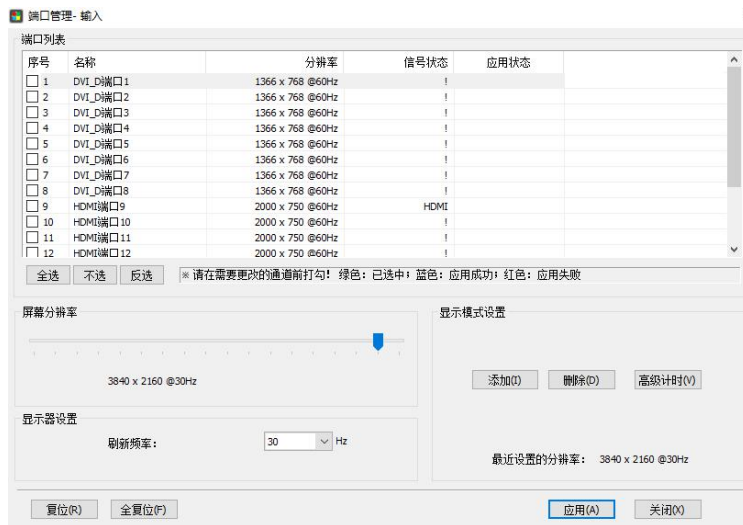 端口管理- 输入
端口列表
序号 名称 分辨率 信号状态 应用状态
1 DVI_D端口1 1366 x 768 @60Hz !
2 DVI_D端口2 1366 x 768 @60Hz !
3 DVI_D端口3 1366 x 768 @60Hz !
4 DVI_D端口4 1366 x 768 @60Hz !
5 DVI_D端口5 1366 x 768 @60Hz !
6 DVI_D端口6 1366 x 768 @60Hz !
7 DVI_D端口7 1366 x 768 @60Hz !
8 DVI_D端口8 1366 x 768 @60Hz !
9 HDMI端口9 2000 x 750 @60Hz HDMI
10 HDMI端口10 2000 x 750 @60Hz !
11 HDMI端口11 2000 x 750 @60Hz !
12 HDMI端口12 2000 x 750 @60Hz !
全选 不选 反选 ※ 请在需要更改的通道前打勾! 绿色: 已选中; 蓝色: 应用成功; 红色: 应用失败
屏幕分辨率 显示模式设置
3840 x 2160 @30Hz 添加(I) 删除(D) 高级计时(V)
显示器设置
刷新频率: 30 Hz
最近设置的分辨率: 3840 x 2160 @30Hz
复位(R) 全复位(F) 应用(A) 关闭(X)